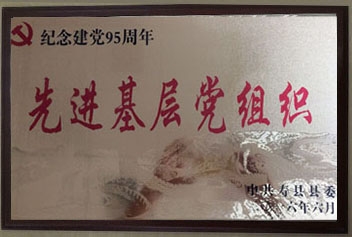 纪念建党95周年
先进基层党组织
中共寿县县委
一六年六月